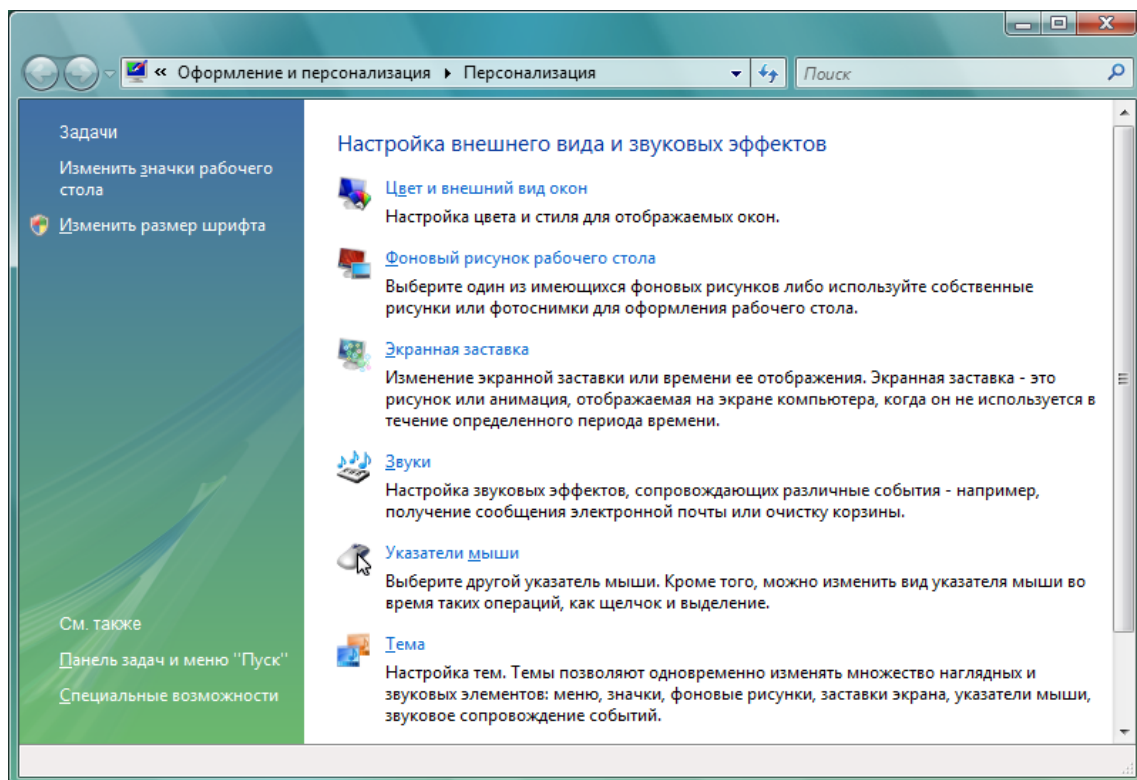 « Оформление и персонализация Персонализация
Поиск
Задачи
Изменить значки рабочего
стола
Изменить размер шрифта
См. также
Панель задач и меню "Пуск"
Специальные возможности
Настройка внешнего вида и звуковых эффектов
Цвет и внешний вид окон
Настройка цвета и стиля для отображаемых окон.
Фоновый рисунок рабочего стола
Выберите один из имеющихся фоновых рисунков либо используйте собственные
рисунки или фотоснимки для оформления рабочего стола.
Экранная заставка
Изменение экранной заставки или времени ее отображения. Экранная заставка - это
рисунок или анимация, отображаемая на экране компьютера, когда он не используется в
течение определенного периода времени.
Звуки
Настройка звуковых эффектов, сопровождающих различные события - например,
получение сообщения электронной почты или очистку корзины.
Указатели мыши
Выберите другой указатель мыши. Кроме того, можно изменить вид указателя мыши во
время таких операций, как щелчок и выделение.
Тема
Настройка тем. Темы позволяют одновременно изменять множество наглядных и
звуковых элементов: меню, значки, фоновые рисунки, заставки экрана, указатели мыши,
звуковое сопровождение событий.